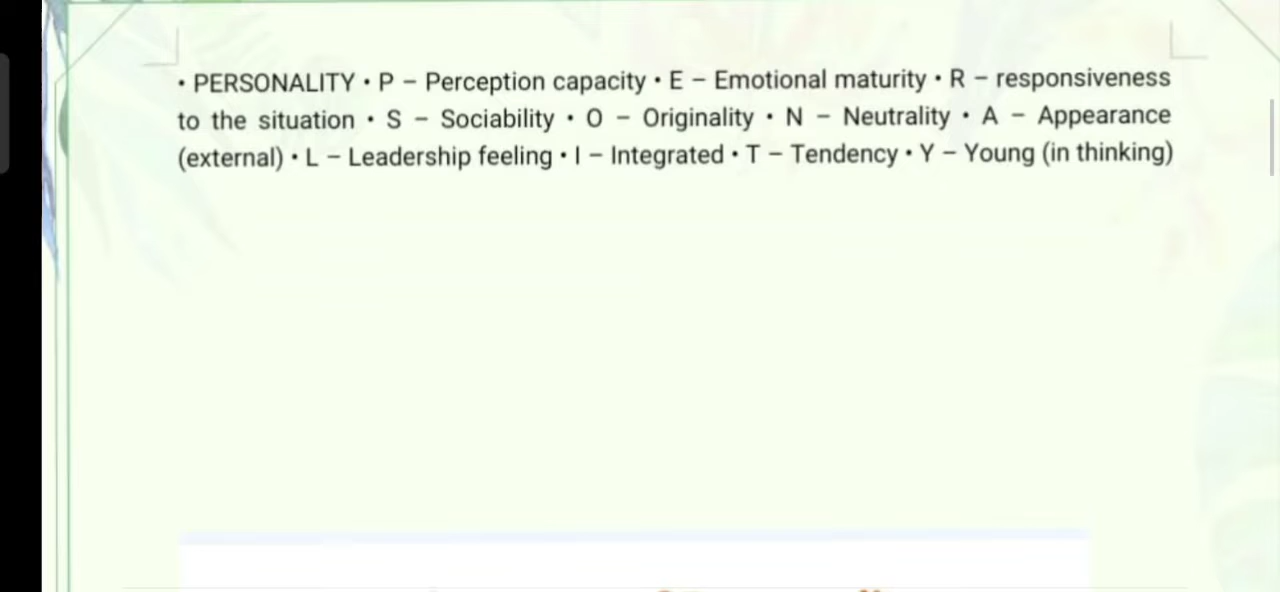 • PERSONALITY • P – Perception capacity • E – Emotional maturity • R – responsiveness
to the situation • S – Sociability • O – Originality • N – Neutrality • A – Appearance
(external) • L – Leadership feeling • I – Integrated • T – Tendency • Y – Young (in thinking)